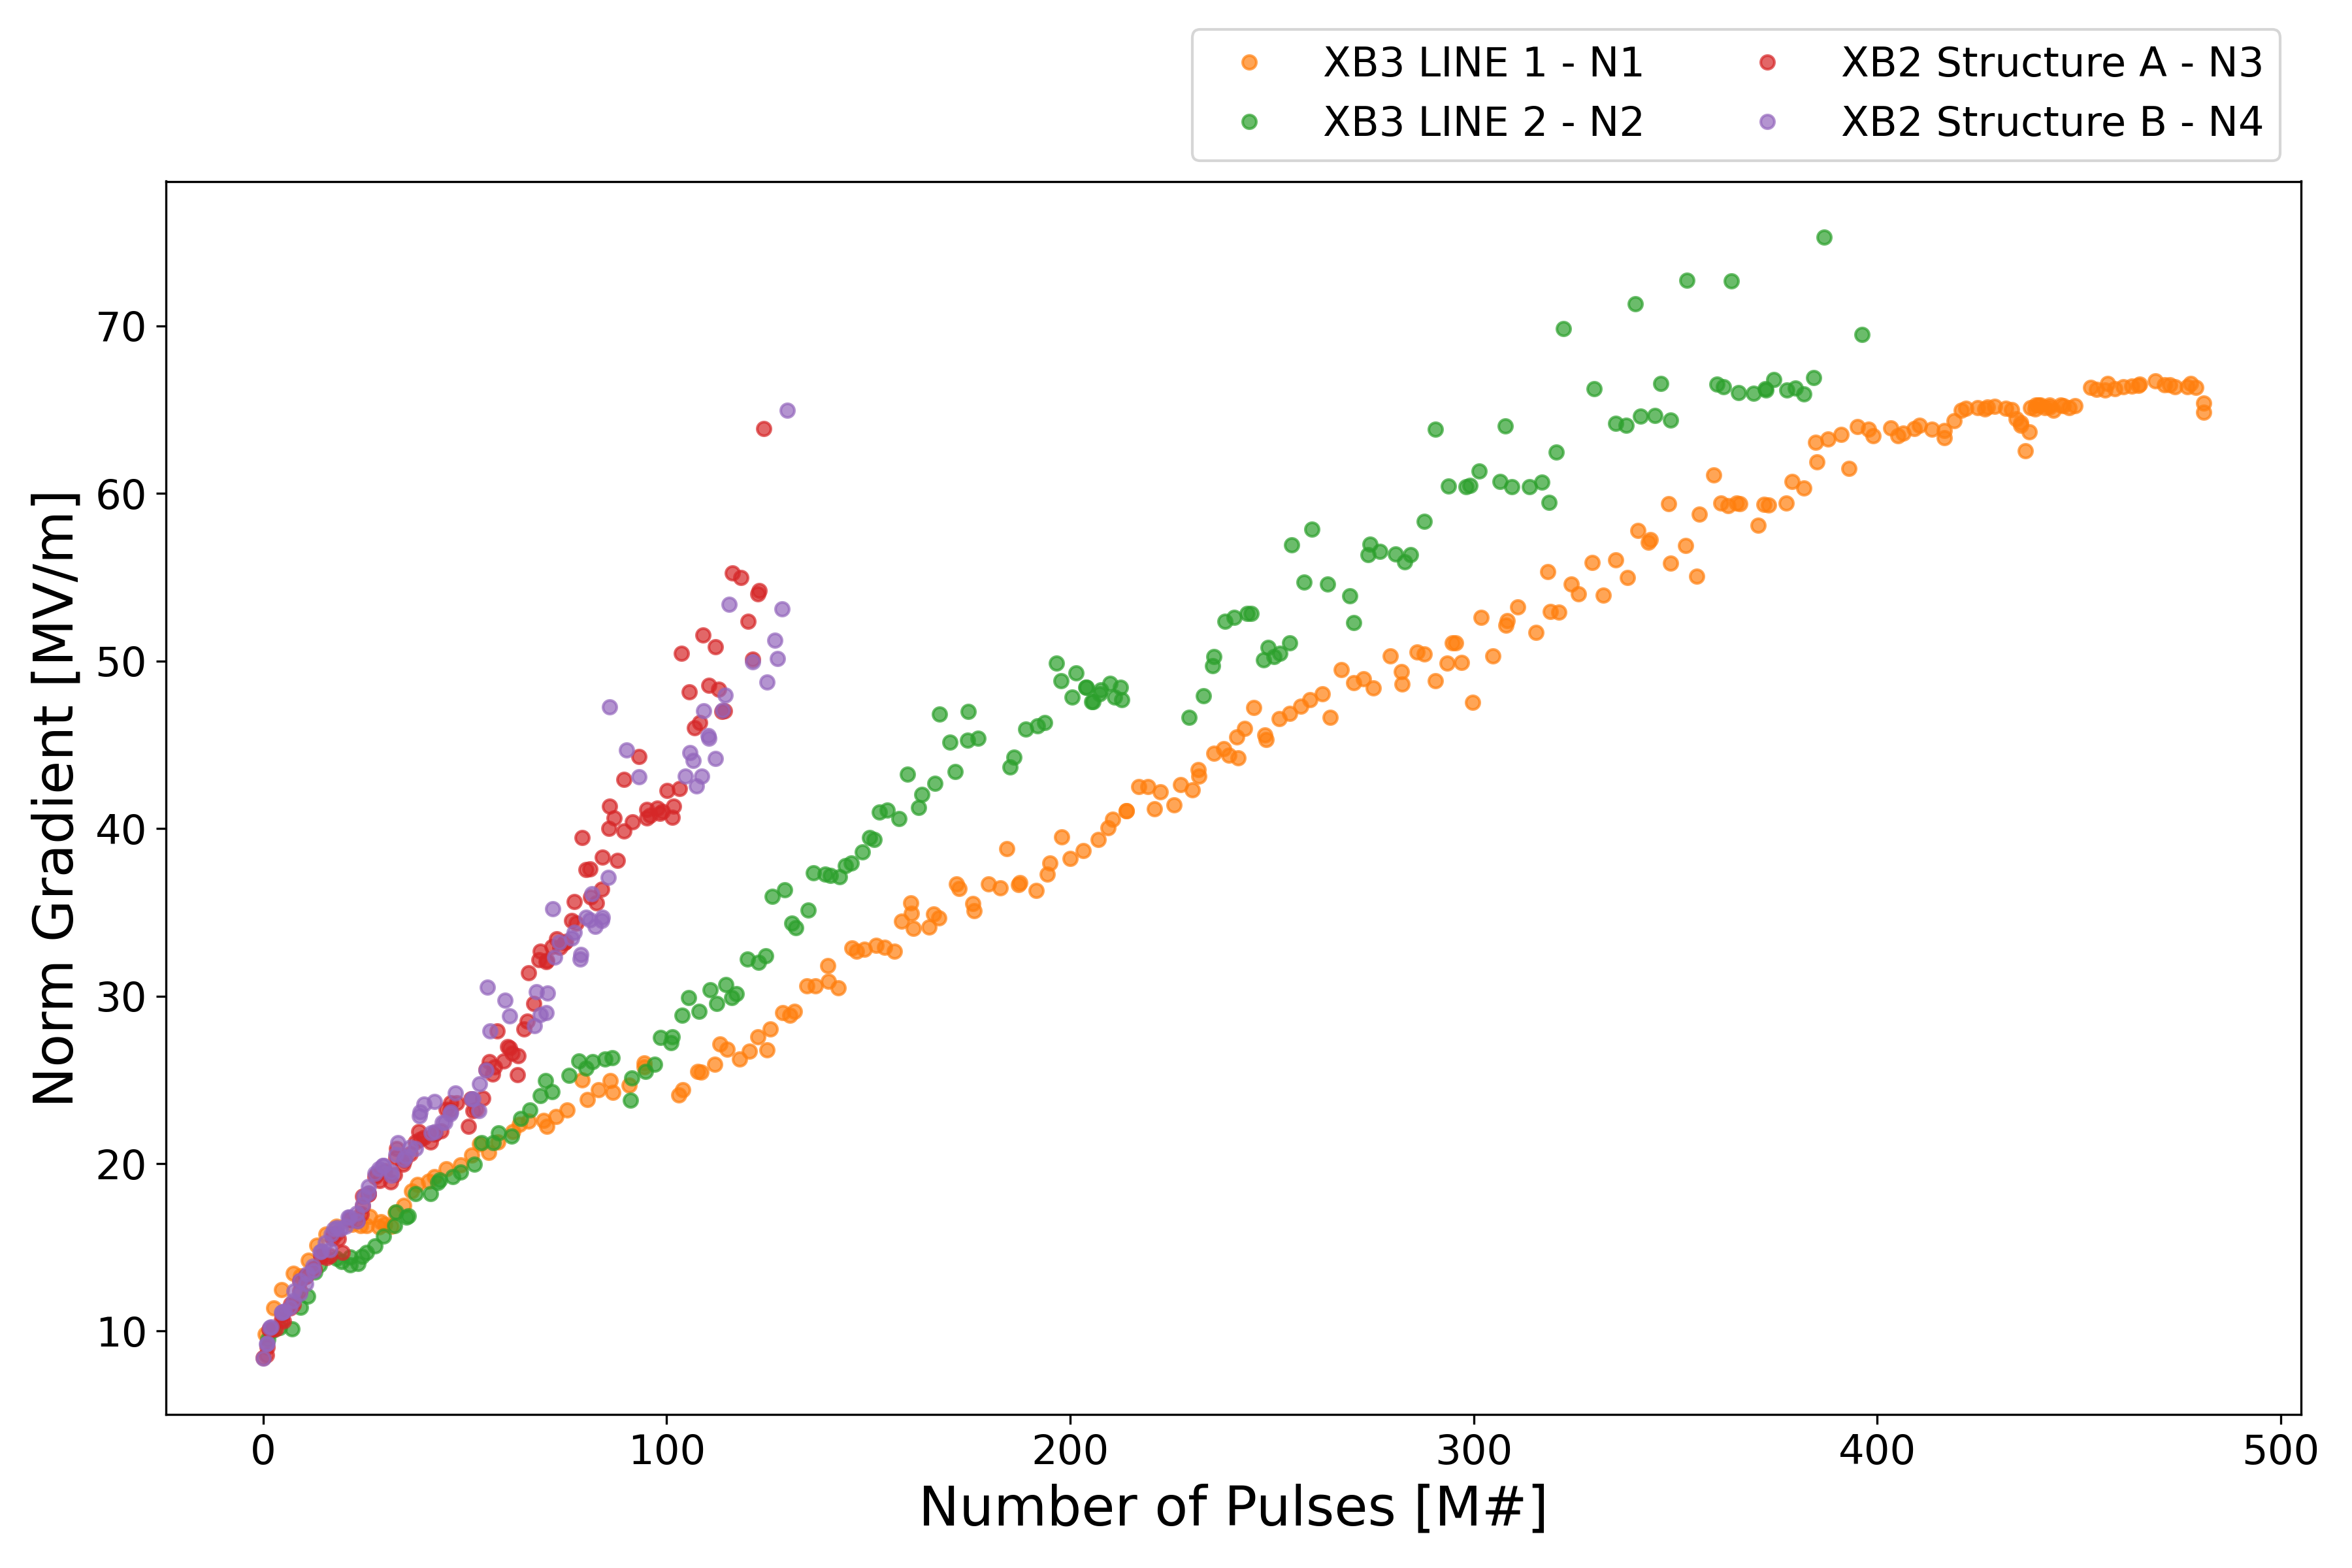 XB3 LINE 1 - N1
XB3 LINE 2 - N2
XB2 Structure A - N3
XB2 Structure B - N4
Norm Gradient [MV/m]
70
60
50
40
30
20
10
0
100
200
300
400
500
Number of Pulses [M#]